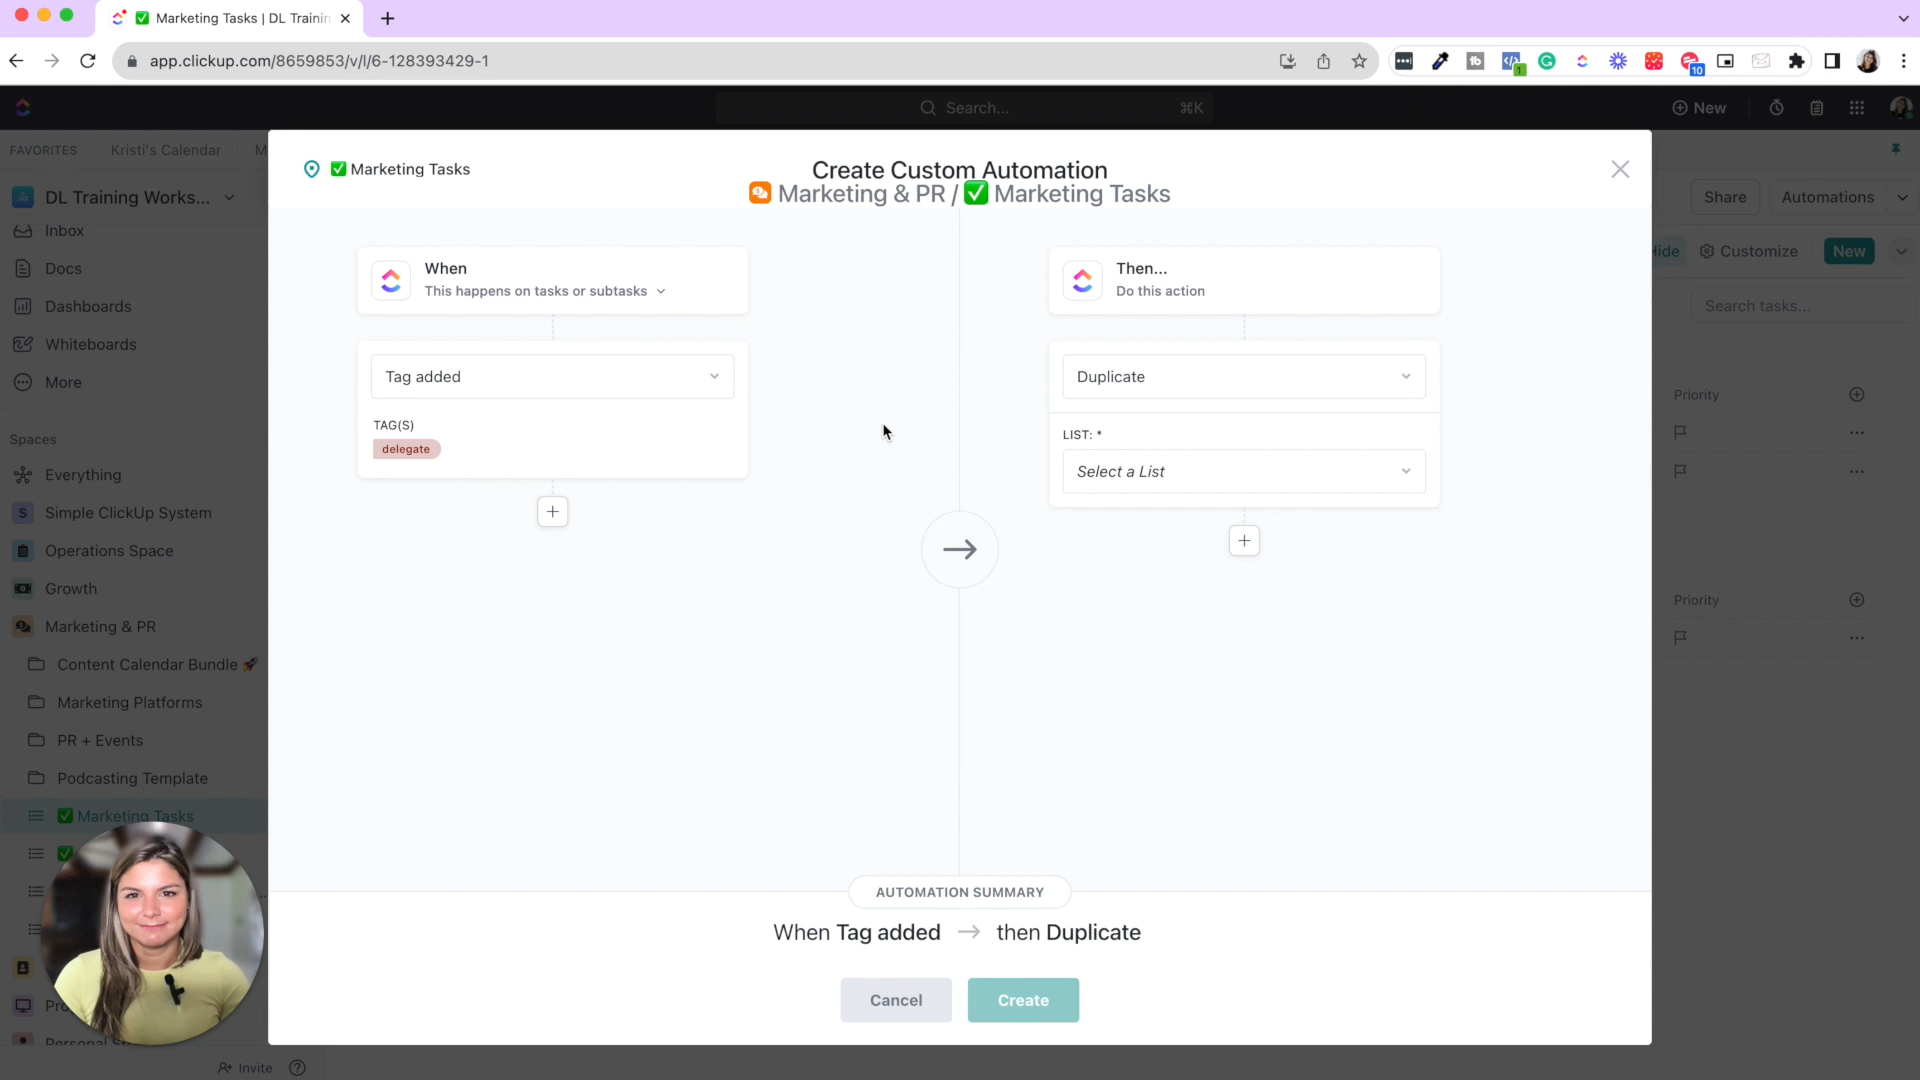 Marketing Tasks | DL Trainin
app.clickup.com/8659853/v/l/6-128393429-1
1
10
Search...
⌘K
New
FAVORITES
Kristi's Calendar
DL Training Works...
Inbox
Docs
Dashboards
Whiteboards
More
Spaces
Everything
S
Simple ClickUp System
Operations Space
Growth
Marketing & PR
Content Calendar Bundle 🚀
Marketing Platforms
PR + Events
Podcasting Template
✅ Marketing Tasks
Invite
✅ Marketing Tasks
Create Custom Automation
Marketing & PR / ✅ Marketing Tasks
When
This happens on tasks or subtasks
Tag added
TAG(S)
delegate
Then...
Do this action
Duplicate
LIST: *
Select a List
AUTOMATION SUMMARY
When Tag added → then Duplicate
Cancel
Create
Share
Automations
Hide
Customize
New
Search tasks...
Priority
Priority